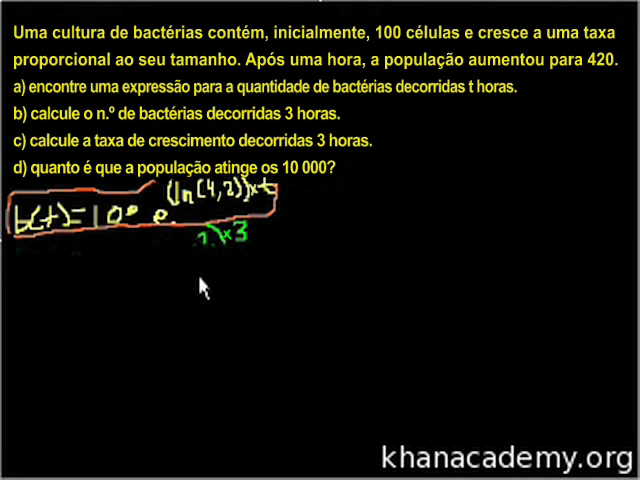 Uma cultura de bactérias contém, inicialmente, 100 células e cresce a uma taxa
proporcional ao seu tamanho. Após uma hora, a população aumentou para 420.
a) encontre uma expressão para a quantidade de bactérias decorridas t horas.
b) calcule o n.º de bactérias decorridas 3 horas.
c) calcule a taxa de crescimento decorridas 3 horas.
d) quanto é que a população atinge os 10 000?
b(t)=100 e.(ln(4,2))×t
)×3
khanacademy.org